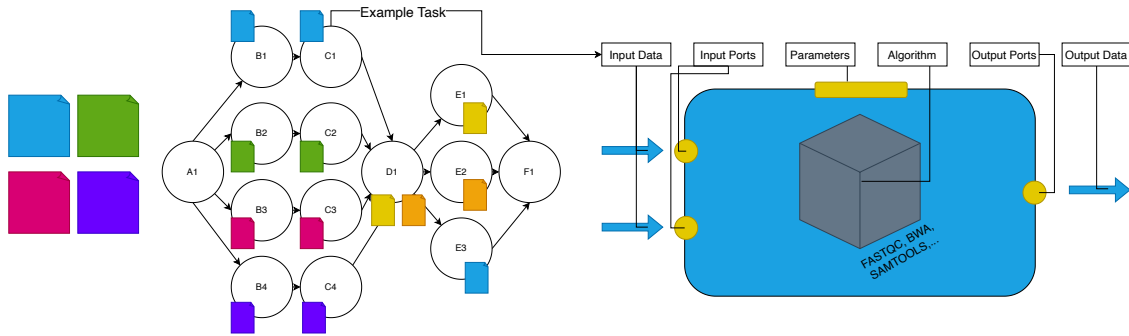 Example Task
B1
C1
E1
B2
C2
A1
D1
E2
F1
B3
C3
E3
B4
C4
Input Data
Input Ports
Parameters
Algorithm
Output Ports
Output Data
FASTQC, BWA,
SAMTOOLS,...